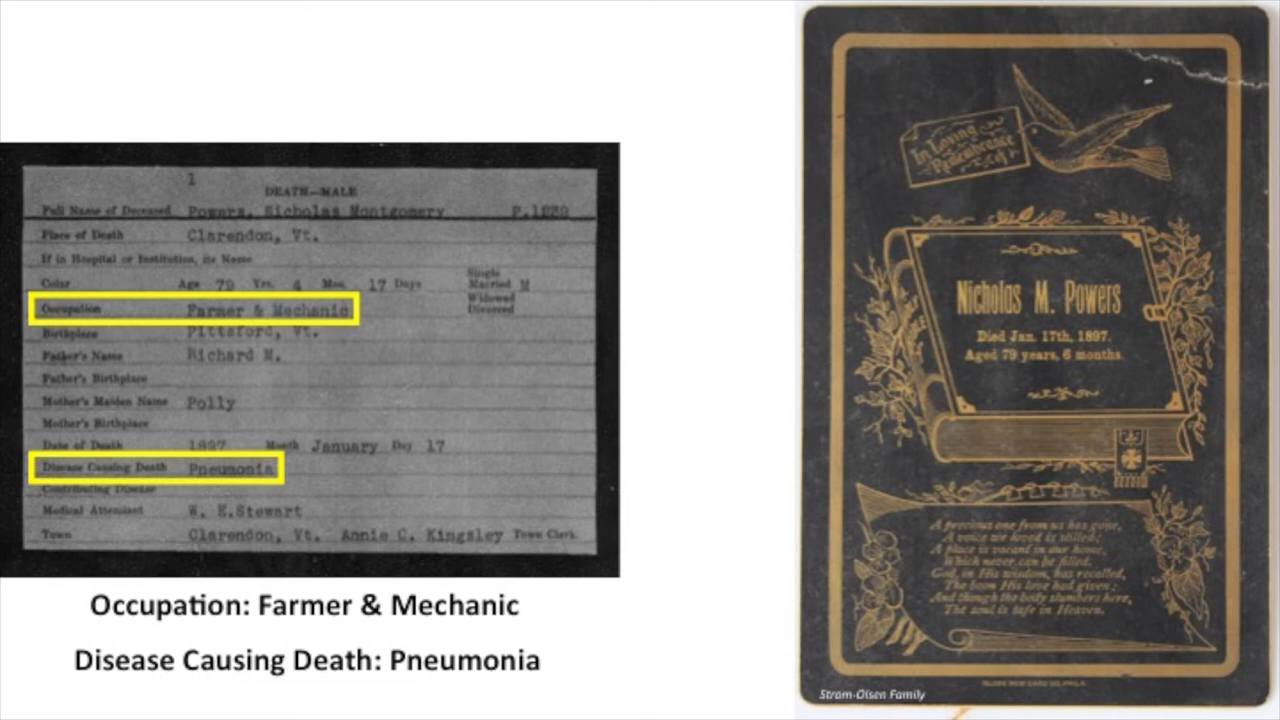 1
DEATH—MALE
Full Name of Deceased Powers, Nicholas Montgomery P.1232
Place of Death Clarendon, Vt.
If in Hospital or Institution, its Name
Color Age 79 Yrs. 4 Mos. 17 Days Single Married M Widowed Divorced
Occupation Farmer & Mechanic
Birthplace Pittsford, Vt.
Father's Name Richard M.
Father's Birthplace
Mother's Maiden Name Polly
Mother's Birthplace
Date of Death 1897 Month January Day 17
Disease Causing Death Pneumonia
Contributing Disease
Medical Attendant W. E.Stewart
Town Clarendon, Vt. Annie C. Kingsley Town Clerk.
Occupation: Farmer & Mechanic
Disease Causing Death: Pneumonia
In Loving
Remembrance
of
Nicholas M. Powers
Died Jan. 17th, 1897.
Aged 79 years, 6 months.
A precious one from us has gone,
A voice we loved is stilled;
A place is vacant in our home,
Which never can be filled.
God, in His wisdom, has recalled,
The boon His love had given;
And though the body slumbers here,
The soul is safe in Heaven.
Stram-Olsen Family